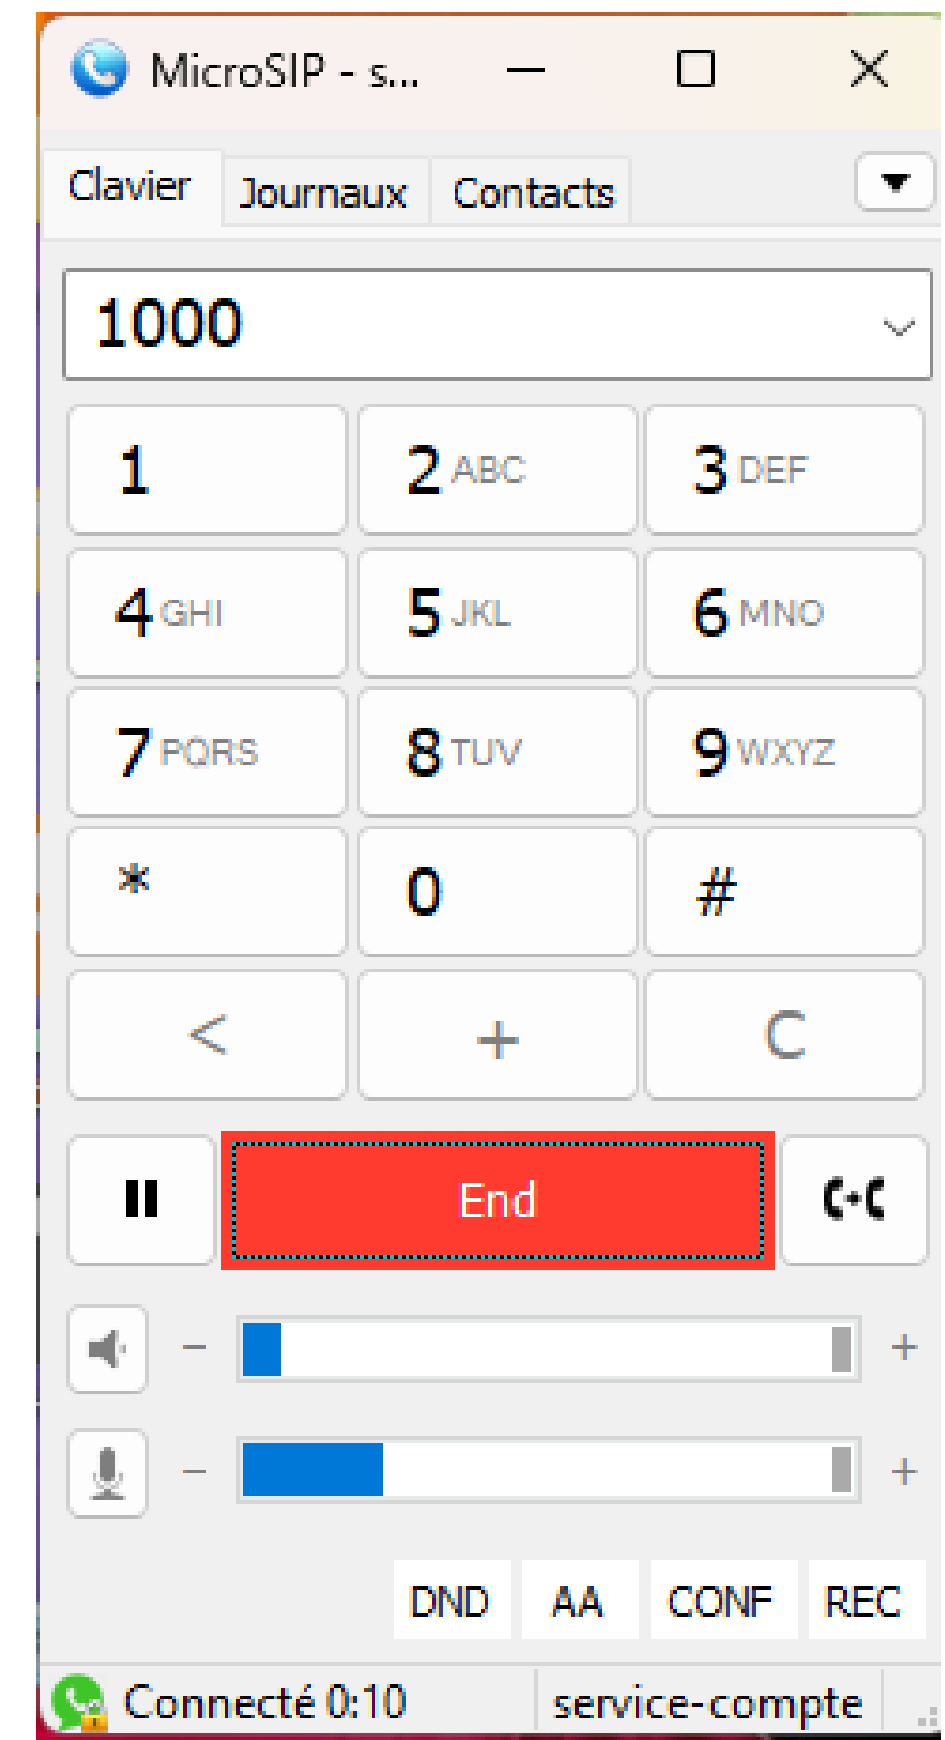 MicroSIP - s...
Clavier Journaux Contacts
1000
1 2 ABC 3 DEF
4 GHI 5 JKL 6 MNO
7 PQRS 8 TUV 9 WXYZ
* 0 #
< + C
End
- +
- +
DND AA CONF REC
Connecté 0:10 service-compte